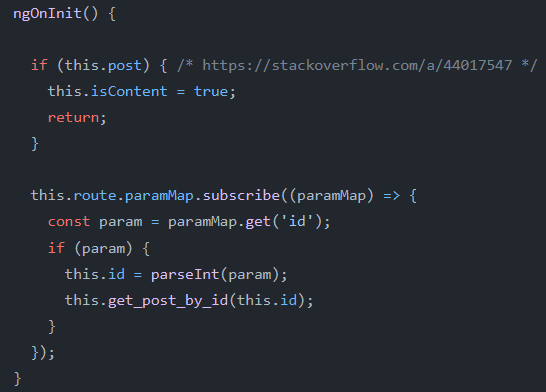 ngOnInit() {
if (this.post) { /* https://stackoverflow.com/a/44017547 */
this.isContent = true;
return;
}
this.route.paramMap.subscribe((paramMap) => {
const param = paramMap.get('id');
if (param) {
this.id = parseInt(param);
this.get_post_by_id(this.id);
}
});
}